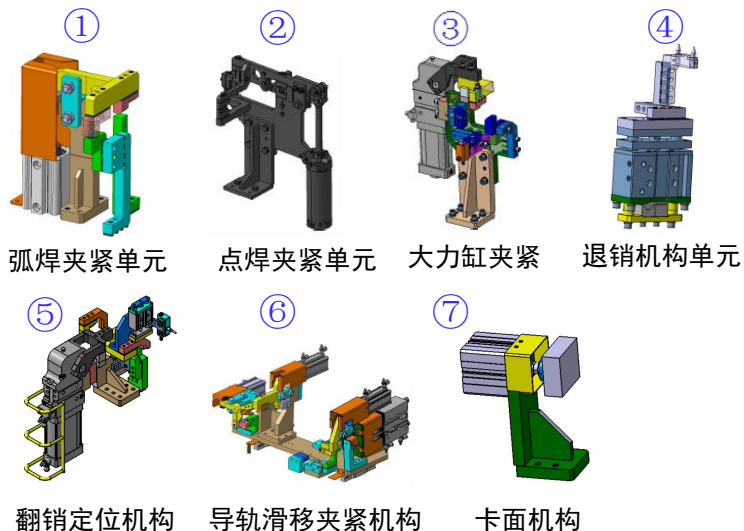 ① ② ③ ④
弧焊夹紧单元 点焊夹紧单元 大力缸夹紧 退销机构单元
⑤ ⑥ ⑦
翻销定位机构 导轨滑移夹紧机构 卡面机构